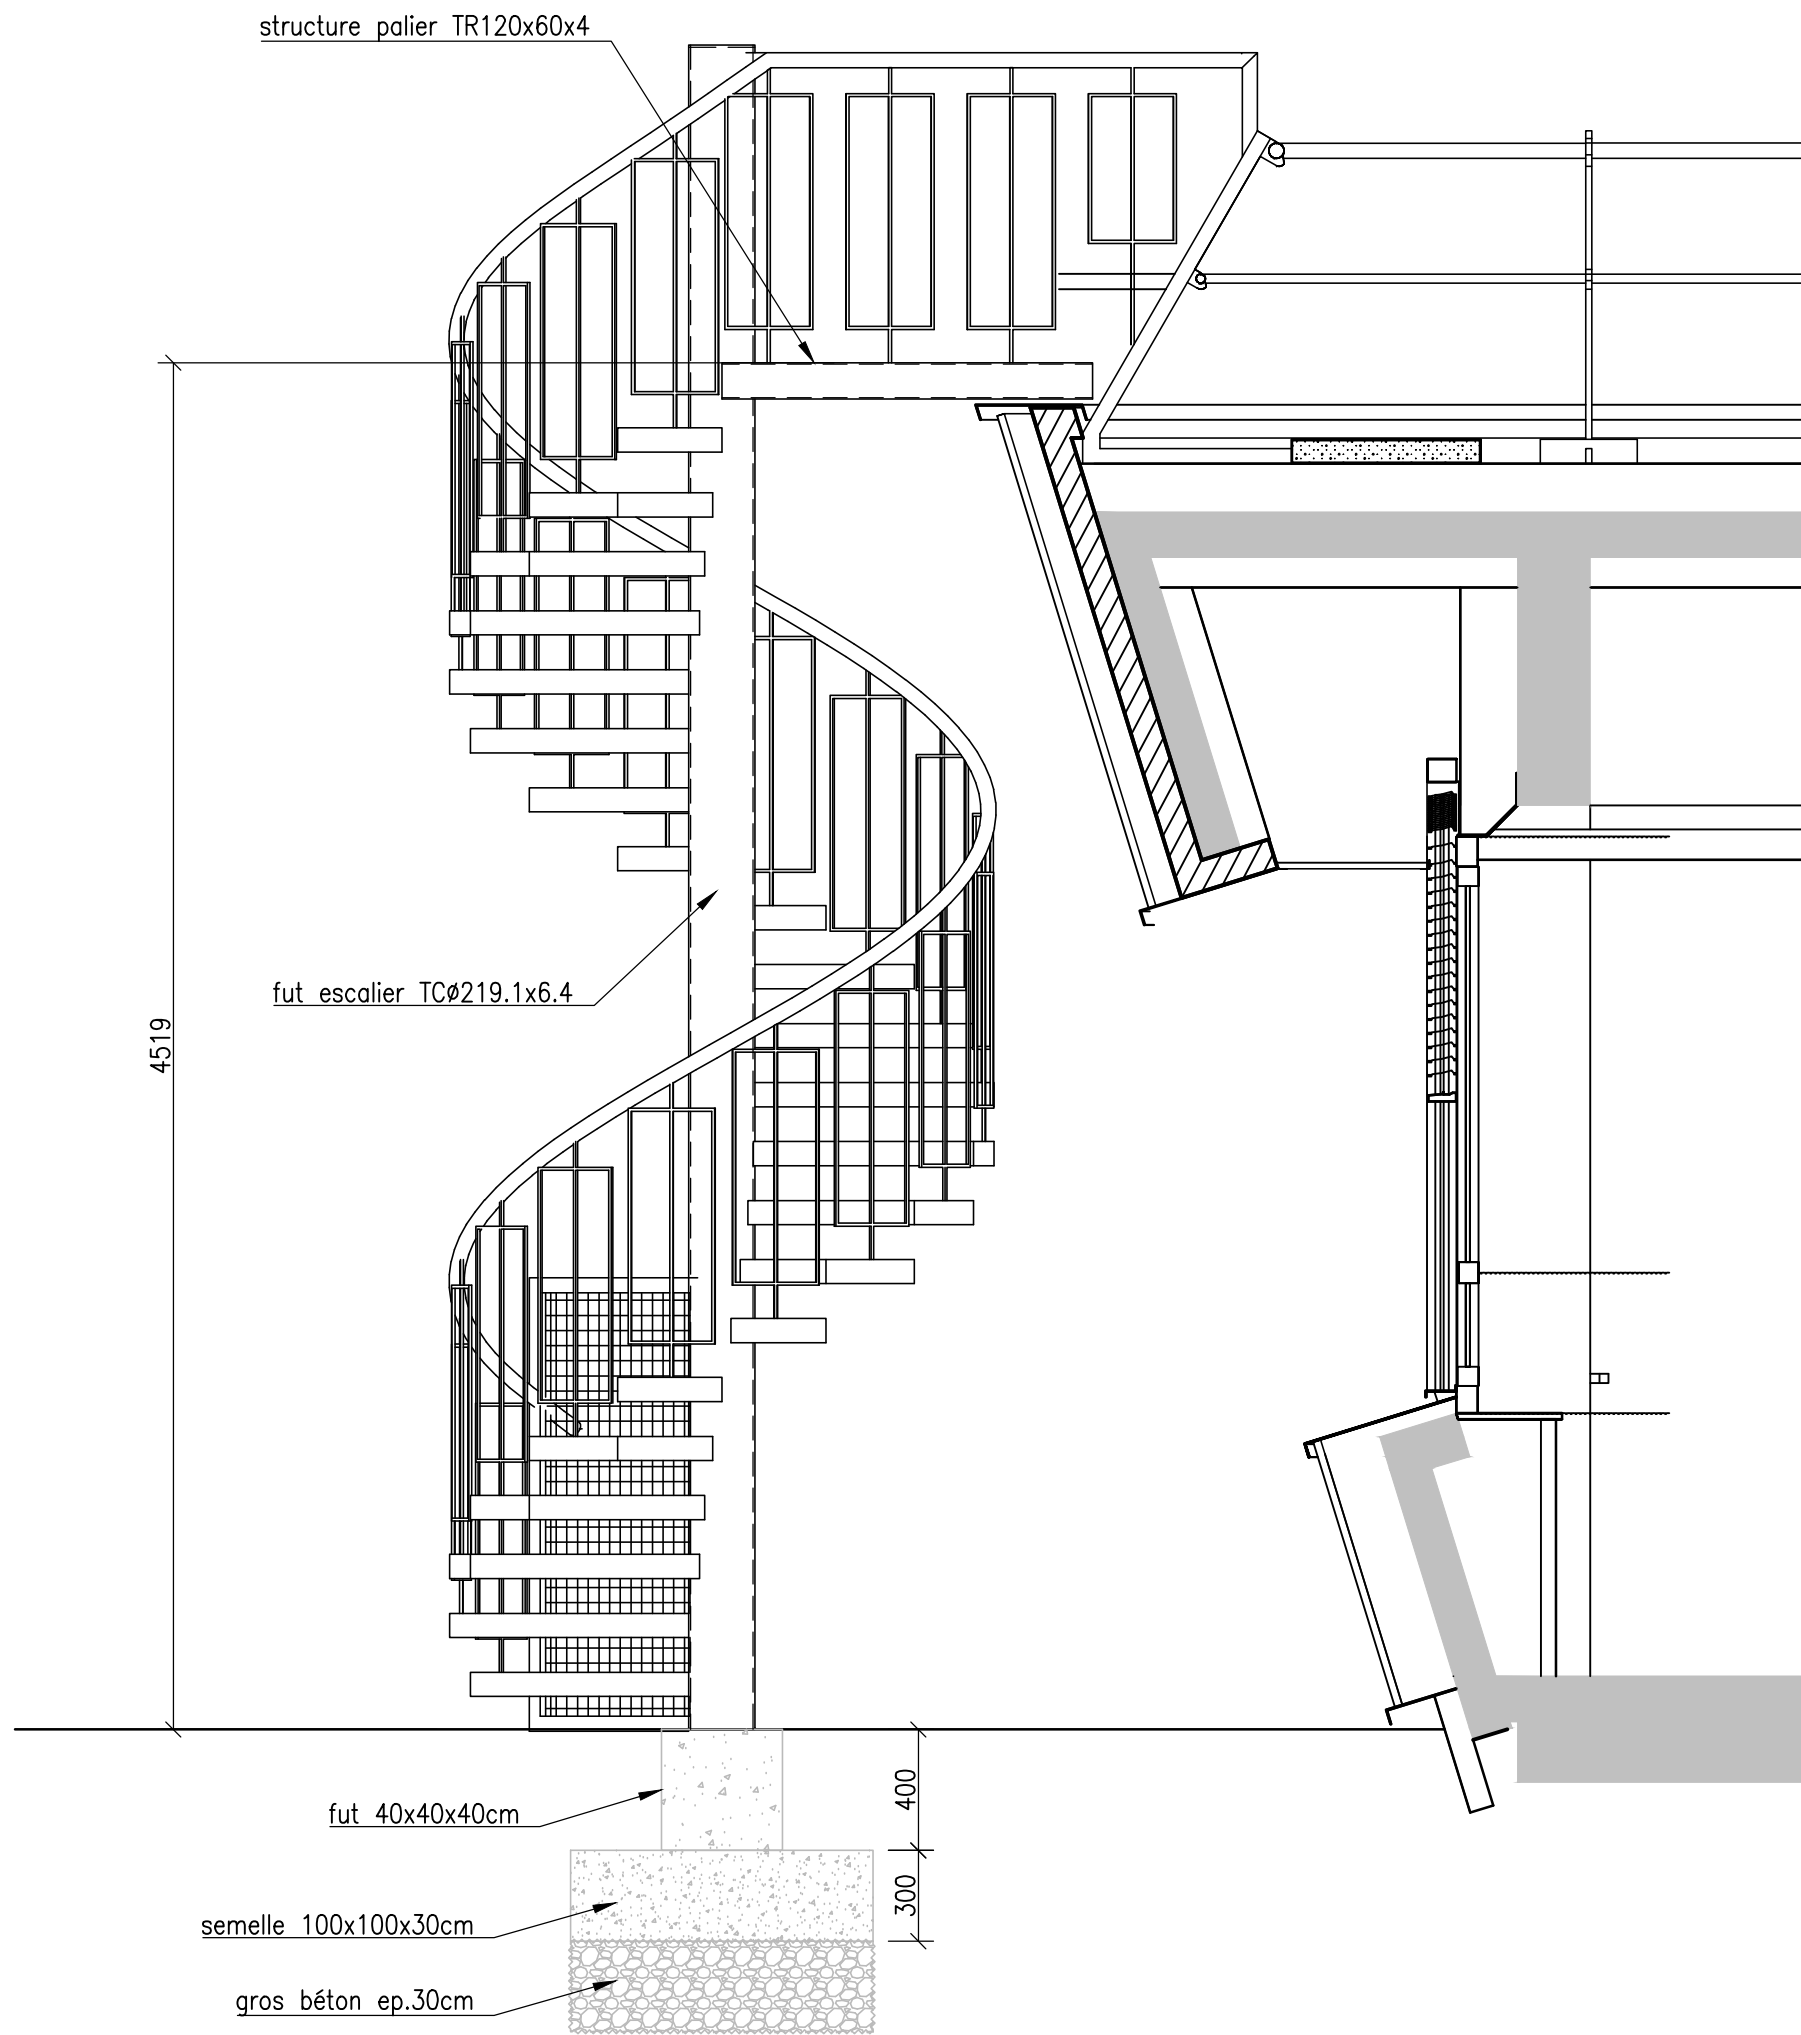 structure palier TR120x60x4
fut escalier TCø219.1x6.4
4519
fut 40x40x40cm
400
semelle 100x100x30cm
300
gros béton ep.30cm